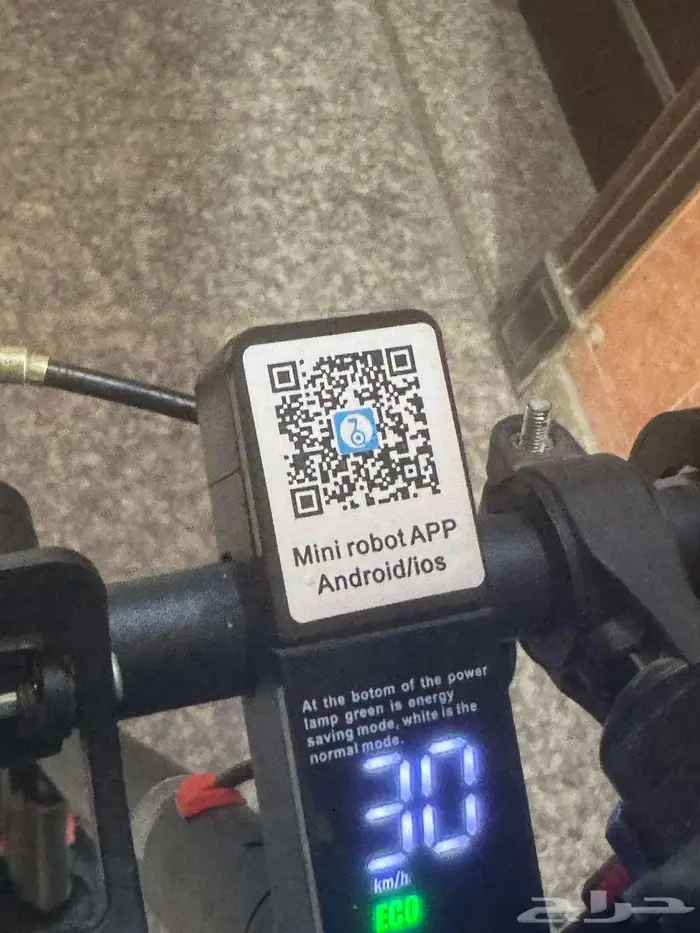 Mini robot APP
Android/ios
At the botom of the power
lamp green is energy
saving mode, white is the
normal mode.
30
km/h
ECO
حراج